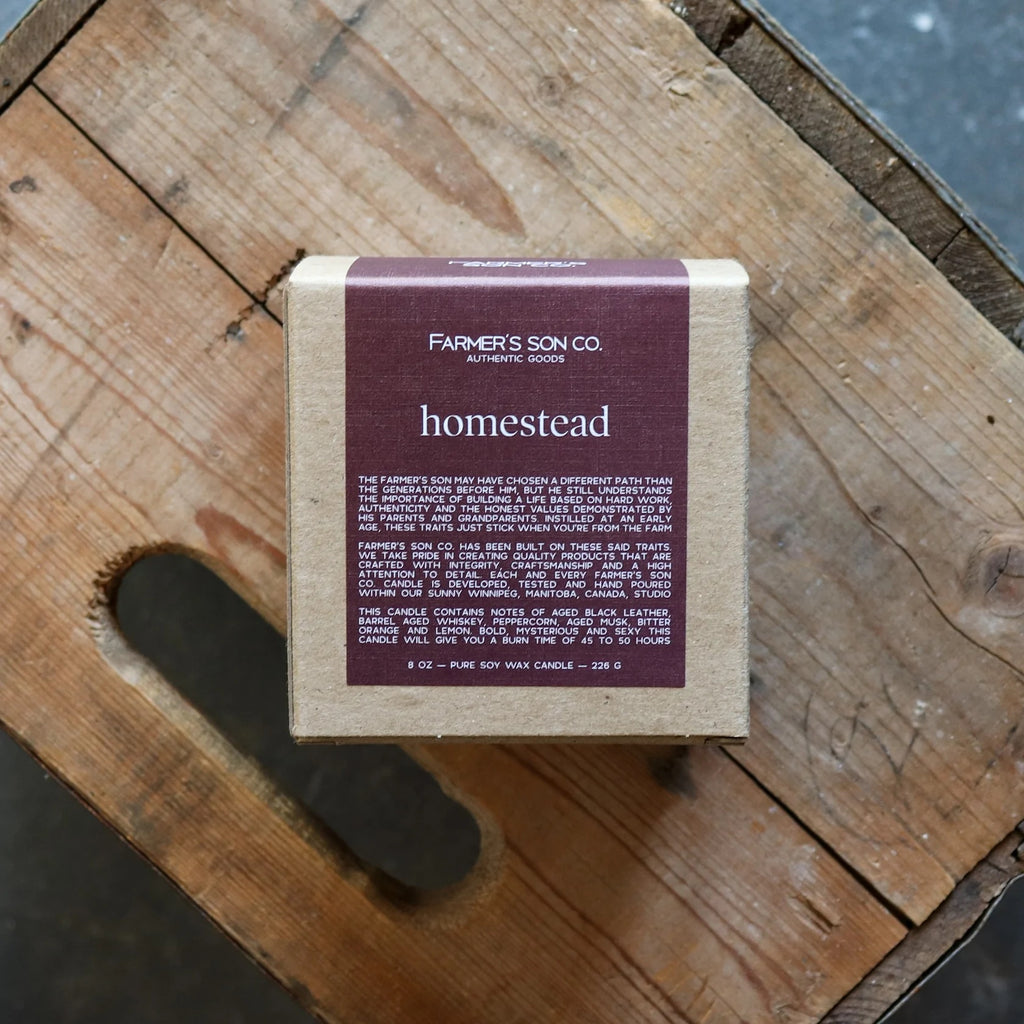 FARMER'S SON CO.
AUTHENTIC GOODS
homestead
THE FARMER'S SON MAY HAVE CHOSEN A DIFFERENT PATH THAN
THE GENERATIONS BEFORE HIM, BUT HE STILL UNDERSTANDS
THE IMPORTANCE OF BUILDING A LIFE BASED ON HARD WORK,
AUTHENTICITY AND THE HONEST VALUES DEMONSTRATED BY
HIS PARENTS AND GRANDPARENTS. INSTILLED AT AN EARLY
AGE, THESE TRAITS JUST STICK WHEN YOU'RE FROM THE FARM
FARMER'S SON CO. HAS BEEN BUILT ON THESE SAID TRAITS.
WE TAKE PRIDE IN CREATING QUALITY PRODUCTS THAT ARE
CRAFTED WITH INTEGRITY, CRAFTSMANSHIP AND A HIGH
ATTENTION TO DETAIL. EACH AND EVERY FARMER'S SON
CO. CANDLE IS DEVELOPED, TESTED AND HAND POURED
WITHIN OUR SUNNY WINNIPEG, MANITOBA, CANADA, STUDIO
THIS CANDLE CONTAINS NOTES OF AGED BLACK LEATHER,
BARREL AGED WHISKEY, PEPPERCORN, AGED MUSK, BITTER
ORANGE AND LEMON. BOLD, MYSTERIOUS AND SEXY THIS
CANDLE WILL GIVE YOU A BURN TIME OF 45 TO 50 HOURS
8 OZ — PURE SOY WAX CANDLE — 226 G